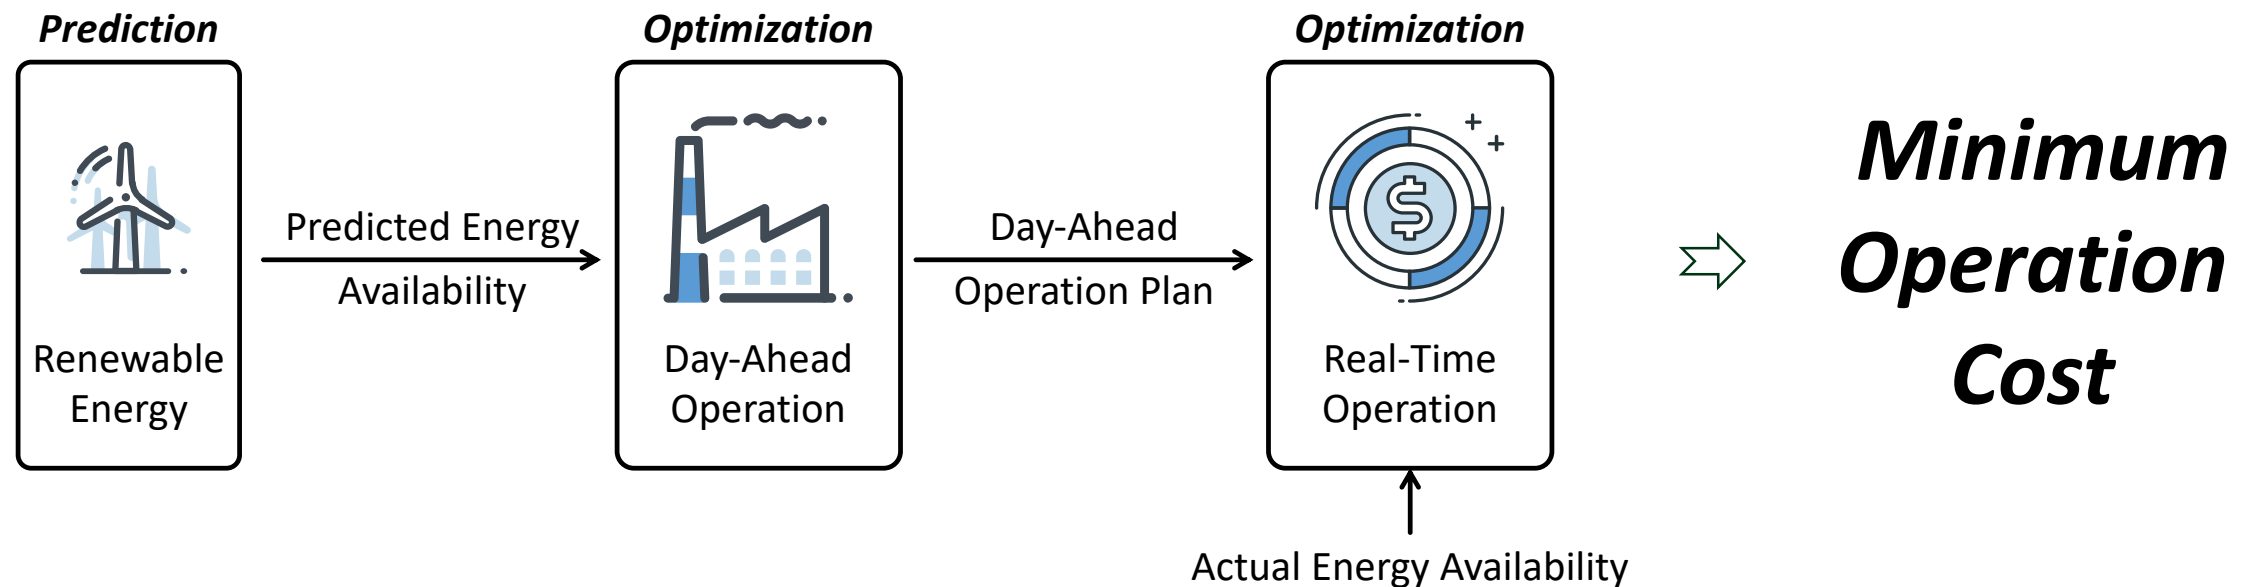 Prediction
Renewable
Energy
Predicted Energy
Availability
Optimization
Day-Ahead
Operation
Day-Ahead
Operation Plan
Optimization
$
Real-Time
Operation
Actual Energy Availability
Minimum
Operation
Cost